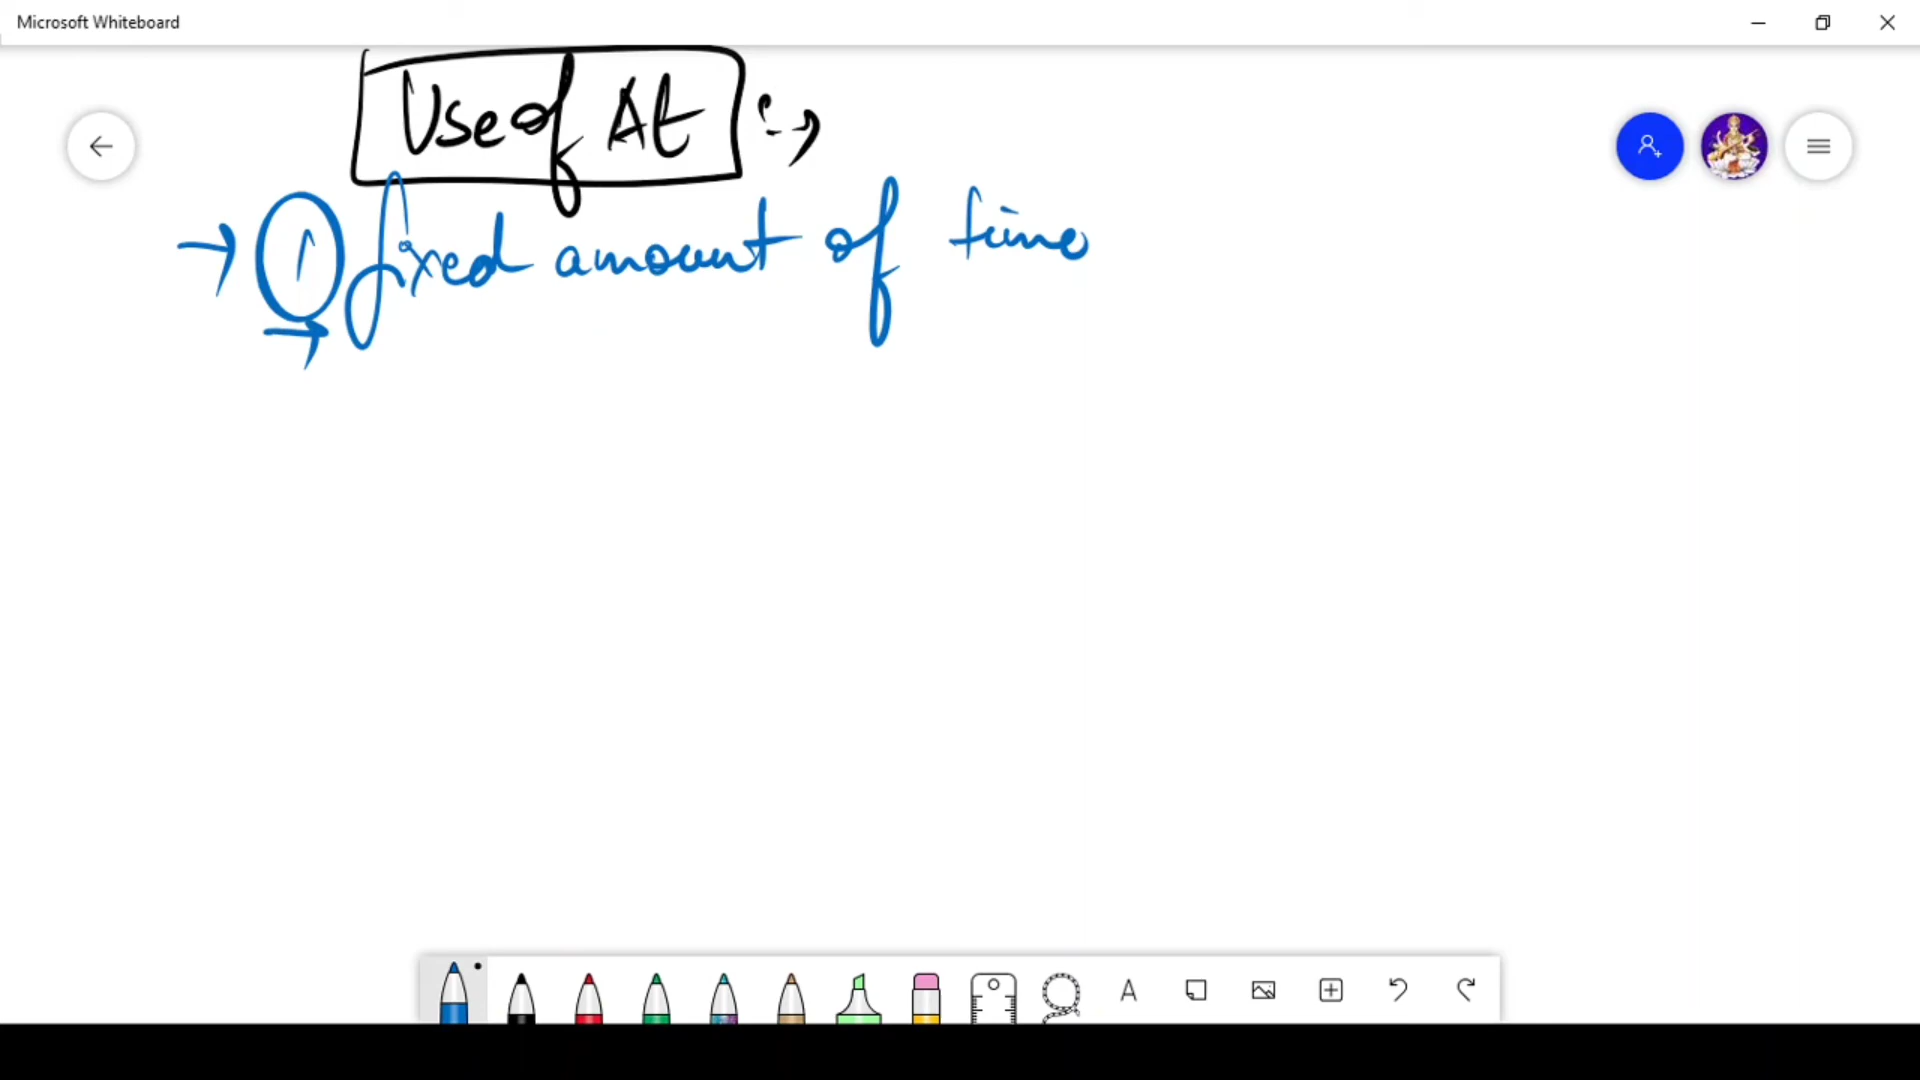 Microsoft Whiteboard
Use of At :→
→ 1 fixed amount of time